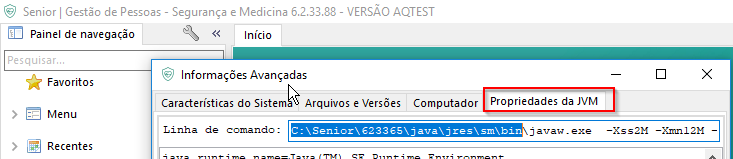 Senior | Gestão de Pessoas - Segurança e Medicina 6.2.33.88 - VERSÃO AQTEST
Painel de navegação
Início
Pesquisar...
Favoritos
Menu
Recentes
Informações Avançadas
Características do Sistema
Arquivos e Versões
Computador
Propriedades da JVM
Linha de comando: C:\Senior\623365\java\jres\sm\bin\javaw.exe -Xss2M -Xmnl2M -
java.runtime.name=Java(TM) SE Runtime Environment